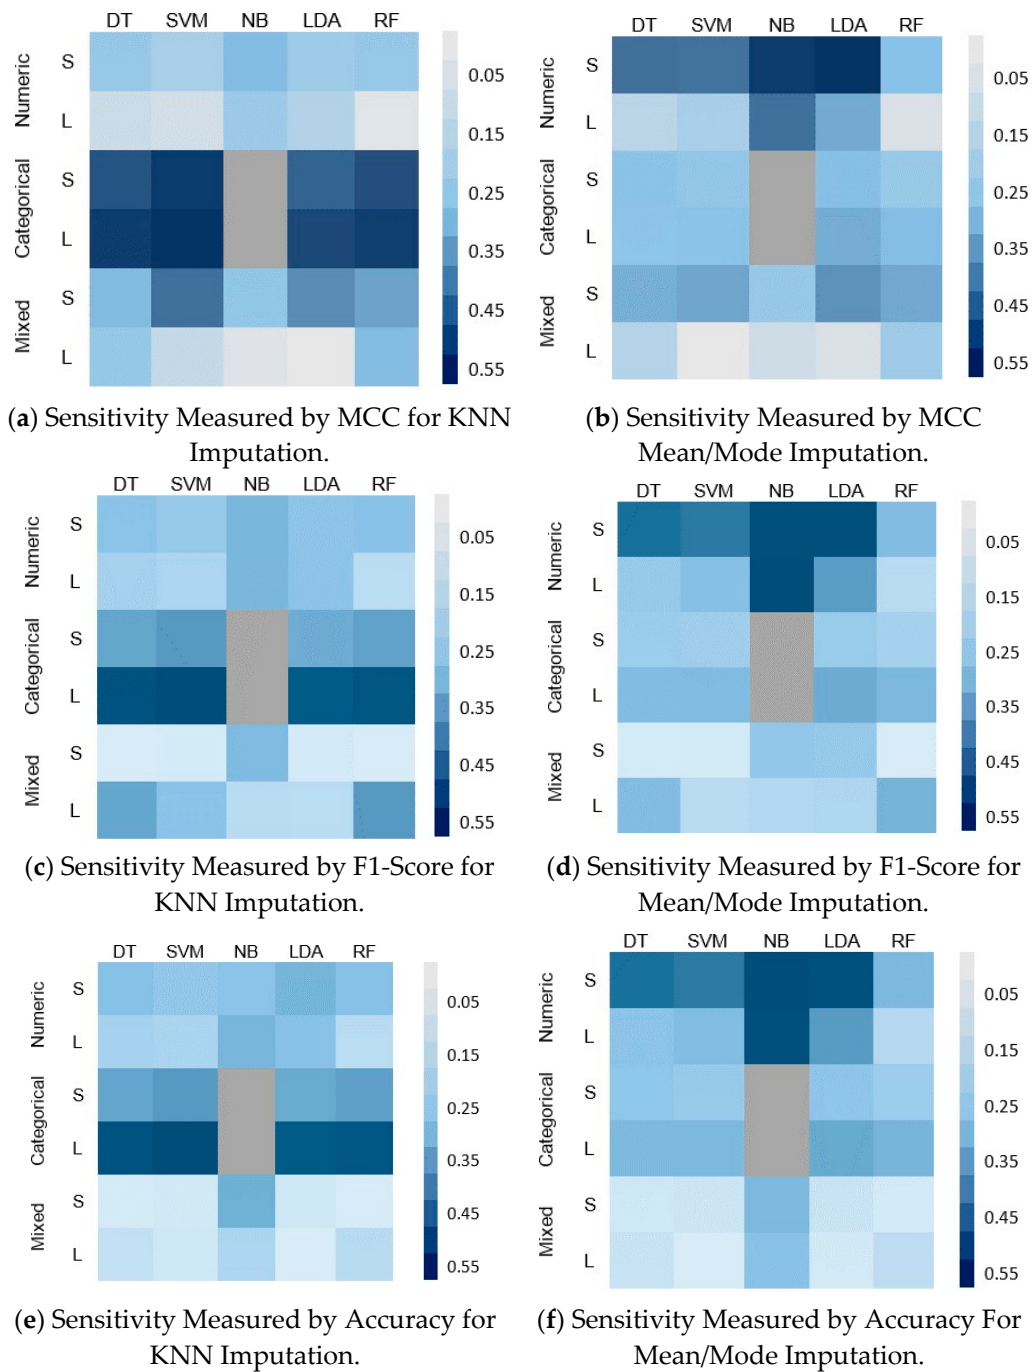 DT SVM NB LDA RF
Numeric
S
L
Categorical
S
L
Mixed
S
L
0.05
0.15
0.25
0.35
0.45
0.55
(a) Sensitivity Measured by MCC for KNN
Imputation.
DT SVM NB LDA RF
Numeric
S
L
Categorical
S
L
Mixed
S
L
0.05
0.15
0.25
0.35
0.45
0.55
(b) Sensitivity Measured by MCC
Mean/Mode Imputation.
DT SVM NB LDA RF
Numeric
S
L
Categorical
S
L
Mixed
S
L
0.05
0.15
0.25
0.35
0.45
0.55
(c) Sensitivity Measured by F1-Score for
KNN Imputation.
DT SVM NB LDA RF
Numeric
S
L
Categorical
S
L
Mixed
S
L
0.05
0.15
0.25
0.35
0.45
0.55
(d) Sensitivity Measured by F1-Score for
Mean/Mode Imputation.
DT SVM NB LDA RF
Numeric
S
L
Categorical
S
L
Mixed
S
L
0.05
0.15
0.25
0.35
0.45
0.55
(e) Sensitivity Measured by Accuracy for
KNN Imputation.
DT SVM NB LDA RF
Numeric
S
L
Categorical
S
L
Mixed
S
L
0.05
0.15
0.25
0.35
0.45
0.55
(f) Sensitivity Measured by Accuracy For
Mean/Mode Imputation.